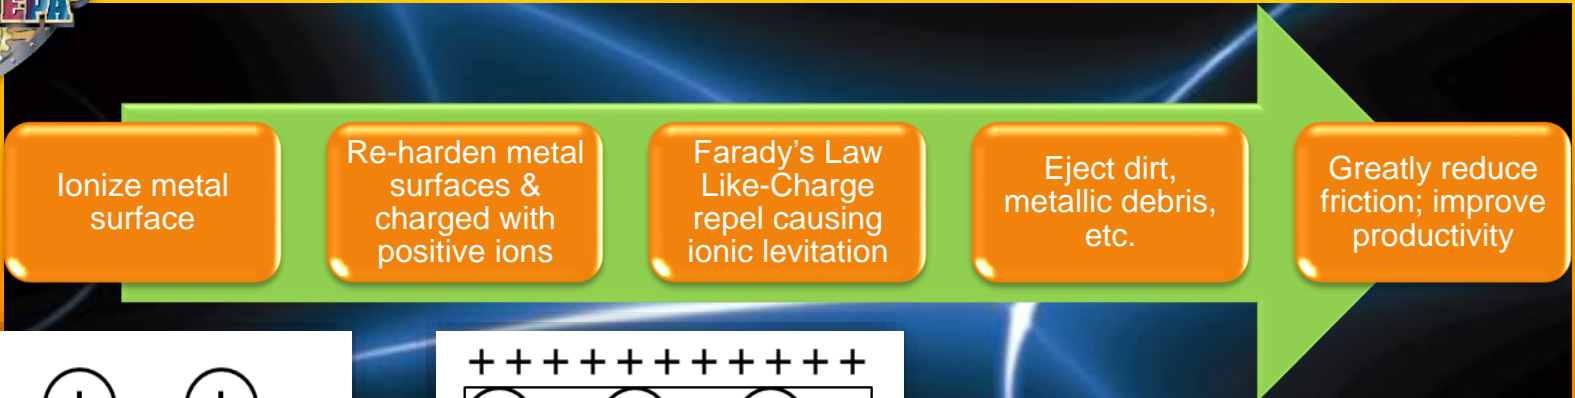 Ionize metal
surface
Re-harden metal
surfaces &
charged with
positive ions
Farady's Law
Like-Charge
repel causing
ionic levitation
Eject dirt,
metallic debris,
etc.
Greatly reduce
friction; improve
productivity
+ + + + + + + + + + +
+ +